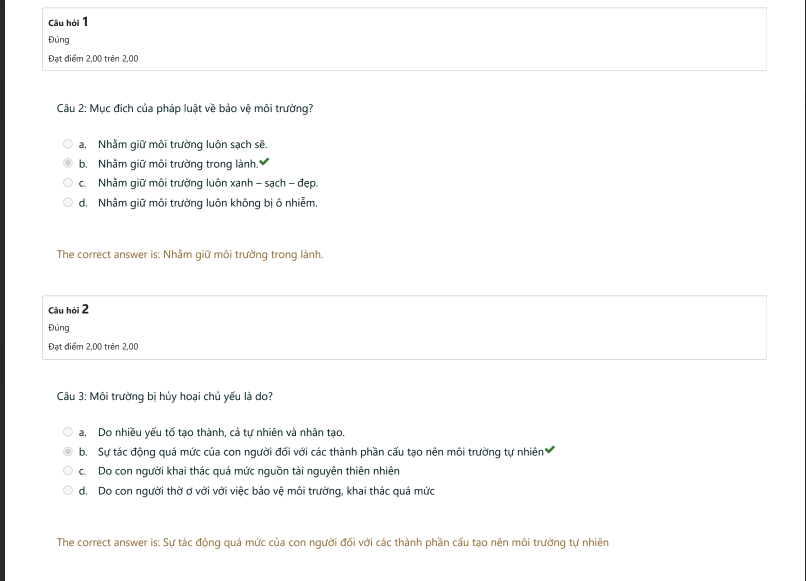 Câu hỏi 1
Đúng
Đạt điểm 2,00 trên 2,00
Câu 2: Mục đích của pháp luật về bảo vệ môi trường?
a. Nhằm giữ môi trường luôn sạch sẽ.
b. Nhằm giữ môi trường trong lành.
c. Nhằm giữ môi trường luôn xanh – sạch – đẹp.
d. Nhằm giữ môi trường luôn không bị ô nhiễm.
The correct answer is: Nhằm giữ môi trường trong lành.
Câu hỏi 2
Đúng
Đạt điểm 2,00 trên 2,00
Câu 3: Môi trường bị hủy hoại chủ yếu là do?
a. Do nhiều yếu tố tạo thành, cả tự nhiên và nhân tạo.
b. Sự tác động quá mức của con người đối với các thành phần cấu tạo nên môi trường tự nhiên
c. Do con người khai thác quá mức nguồn tài nguyên thiên nhiên
d. Do con người thờ ơ với với việc bảo vệ môi trường, khai thác quá mức
The correct answer is: Sự tác động quá mức của con người đối với các thành phần cấu tạo nên môi trường tự nhiên